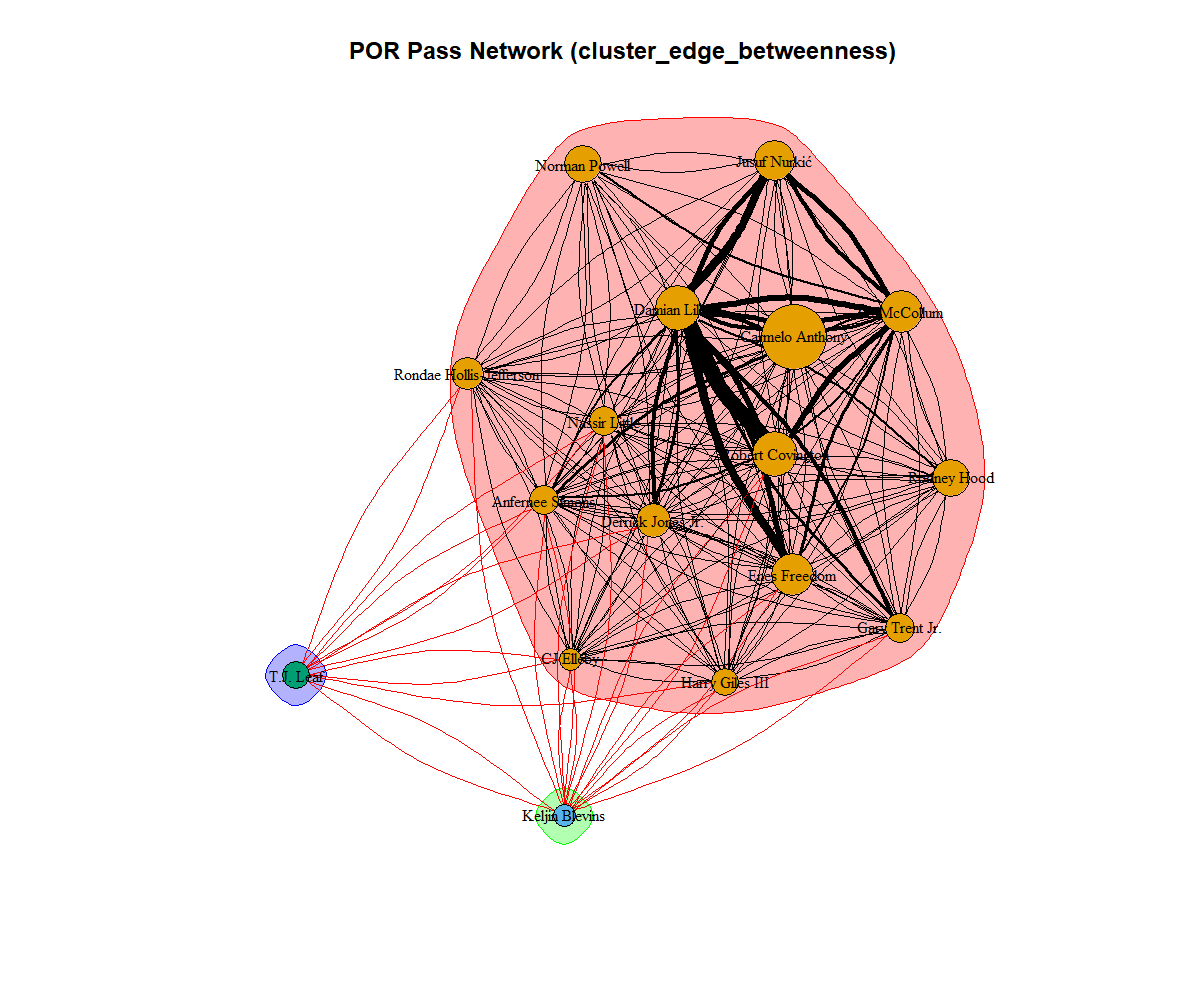 POR Pass Network (cluster_edge_betweenness)
Norman Powell
Jusuf Nurkić
Damian Lil
McCollum
Carmelo Anthony
Rondae Hollis-Jefferson
Nassir Little
Robert Covington
Rodney Hood
Anfernee Simons
Derrick Jones Jr.
Enes Freedom
Gary Trent Jr.
CJ Elleby
T.J. Leaf
Harry Giles III
Keljin Blevins